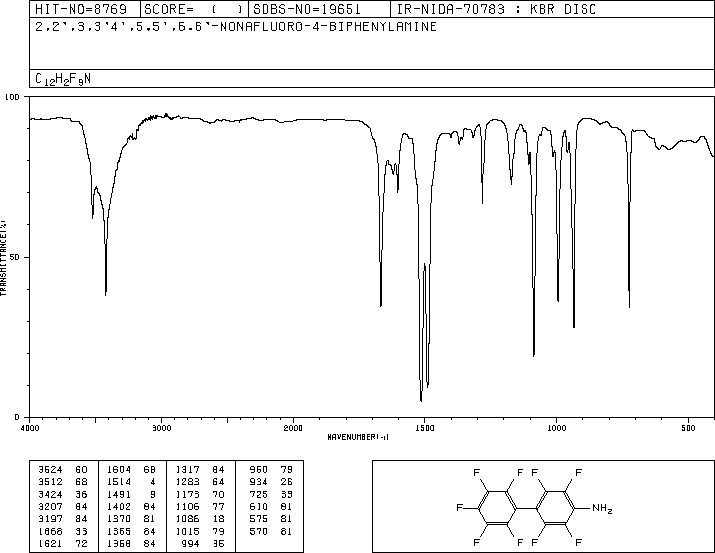 HIT-NO=8769 SCORE= ( ) SDBS-NO=19651 IR-NIDA-70783 : KBR DISC
2,2',3,3'4',5,5',6,6'-NONAFLUORO-4-BIPHENYLAMINE
C12H2F9N
100
50
0
TRANSMITTANCE(%)
4000 3000 2000 1500 1000 500
WAVENUMBER(-1)
3524 60 1604 68 1317 84 960 79
3512 68 1514 4 1283 64 934 26
3424 36 1491 9 1173 70 725 33
3207 84 1402 84 1106 77 610 81
3197 84 1370 81 1086 18 575 81
1668 33 1365 84 1015 79 570 81
1621 72 1358 84 994 35
F F F F
F NH2
F F F F